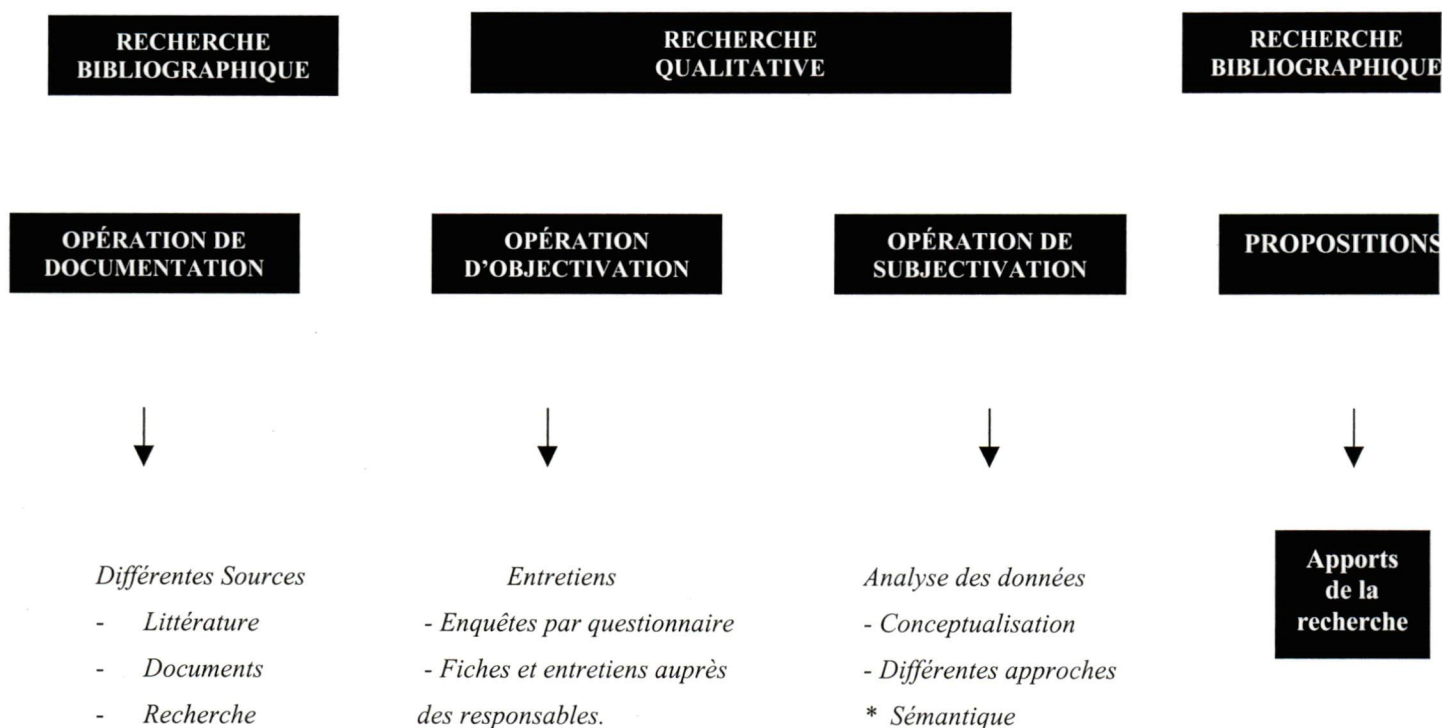 RECHERCHE
BIBLIOGRAPHIQUE
RECHERCHE
QUALITATIVE
RECHERCHE
BIBLIOGRAPHIQUE
OPÉRATION DE
DOCUMENTATION
OPÉRATION
D’OBJECTIVATION
OPÉRATION DE
SUBJECTIVATION
PROPOSITIONS
Différentes Sources
- Littérature
- Documents
- Recherche
Entretiens
- Enquêtes par questionnaire
- Fiches et entretiens auprès
des responsables.
Analyse des données
- Conceptualisation
- Différentes approches
* Sémantique
Apports
de la
recherche